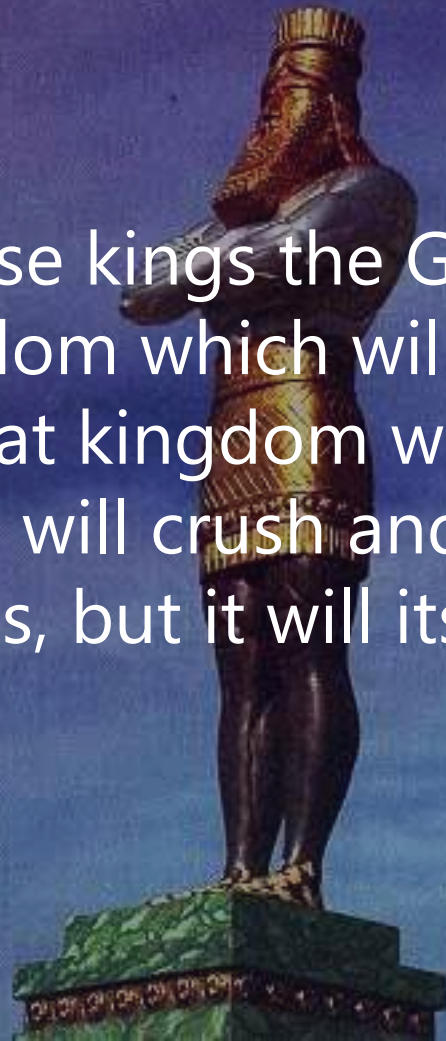 se kings the G
dom which wil
at kingdom w
will crush and
s, but it will its